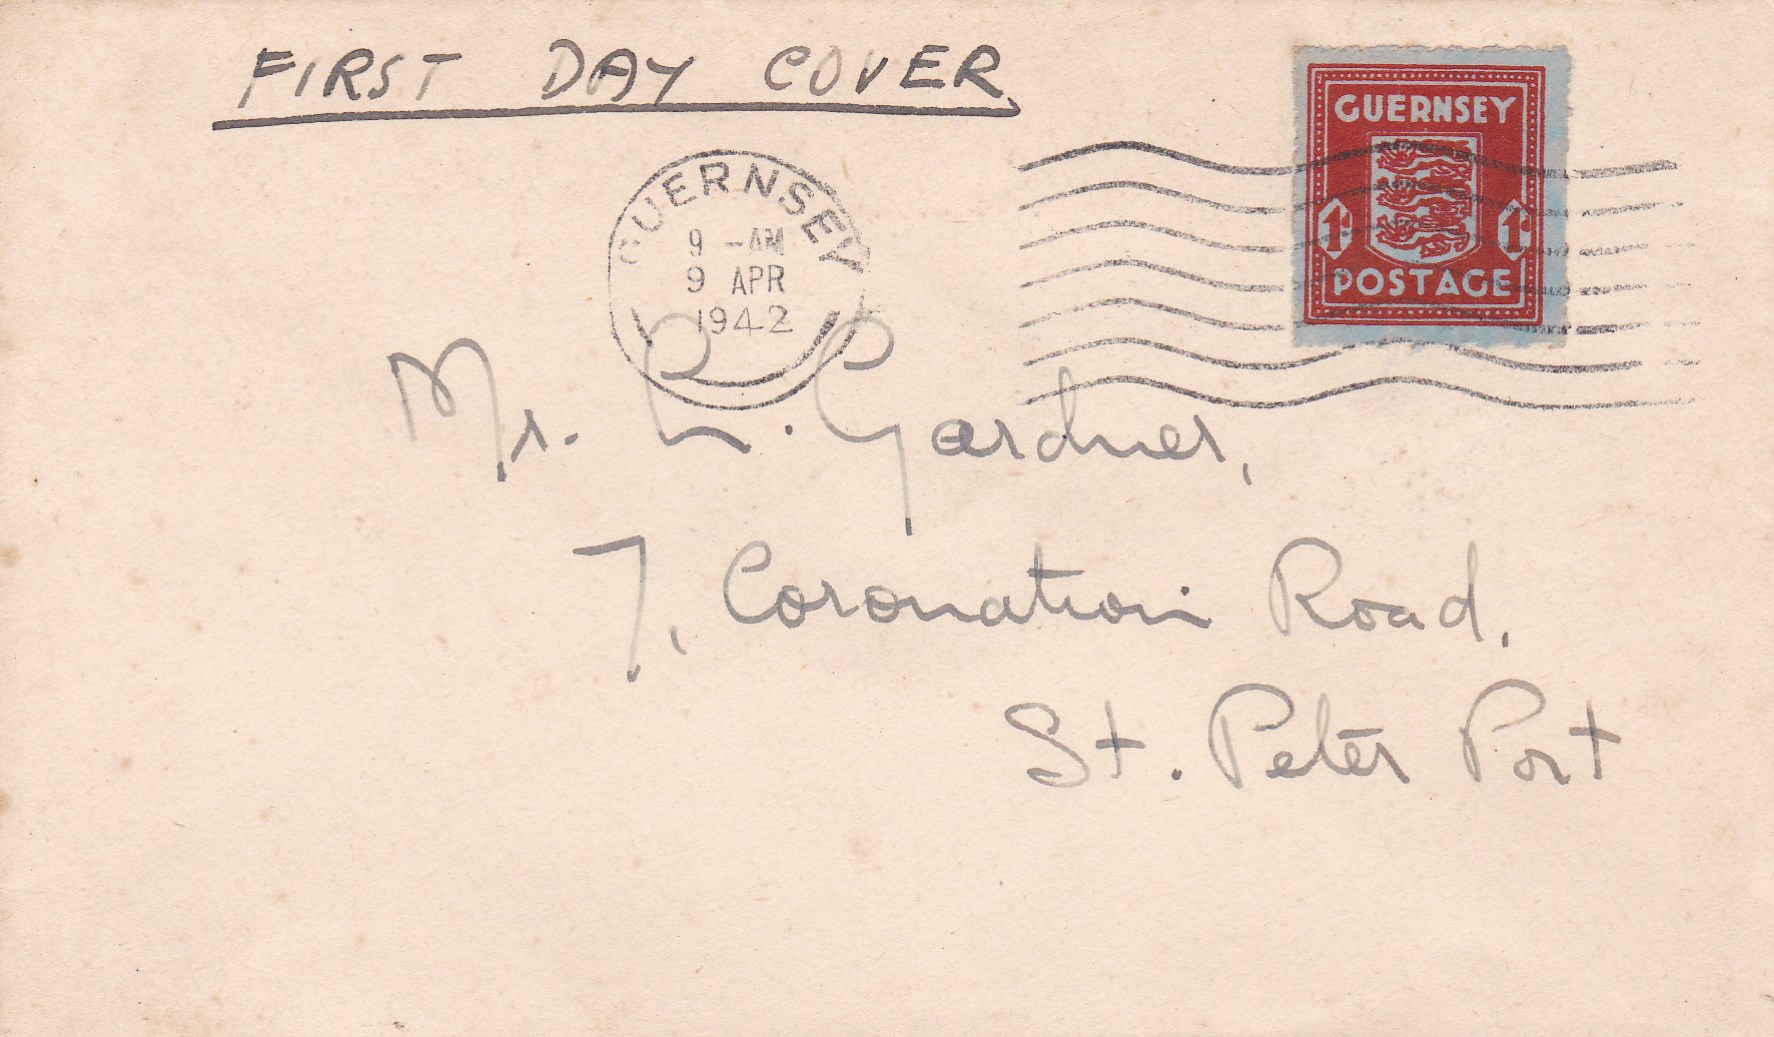 FIRST DAY COVER
GUERNSEY
9 -AM
9 APR
1942
GUERNSEY
1D 1D
POSTAGE
Mr. L. Gardner,
7, Coronation Road,
St. Peter Port